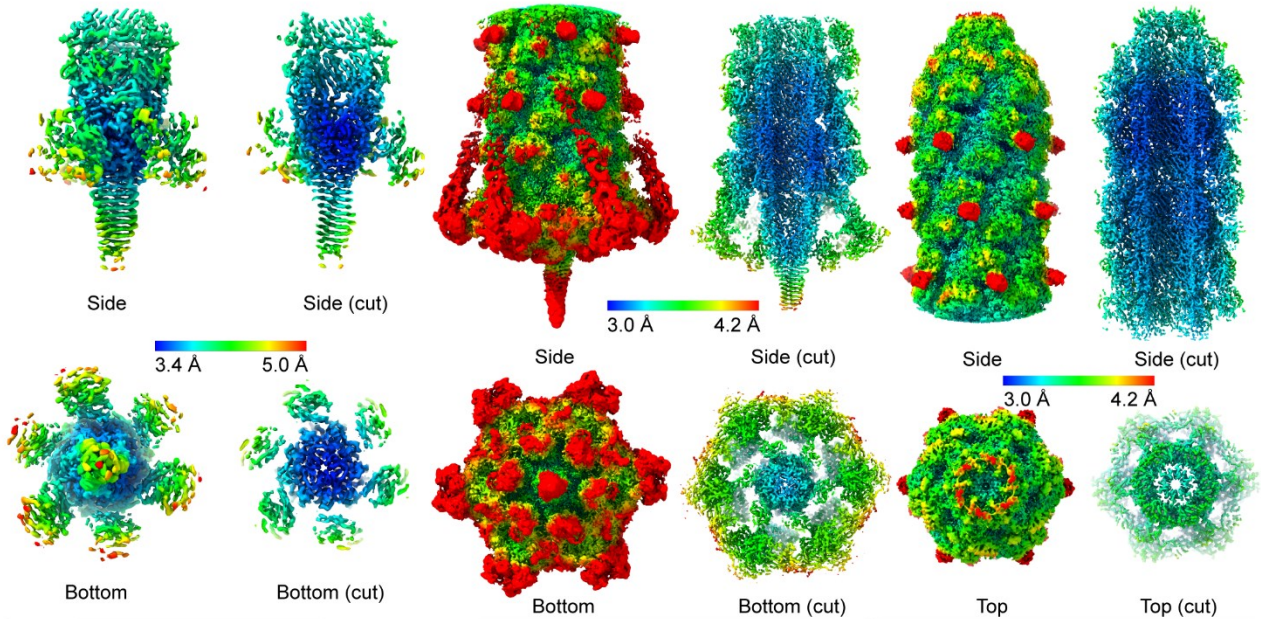 Side
Side (cut)
3.4 Å 5.0 Å
Bottom
Bottom (cut)
3.0 Å 4.2 Å
Side
Side (cut)
Bottom
Bottom (cut)
Side
Side (cut)
3.0 Å 4.2 Å
Top
Top (cut)